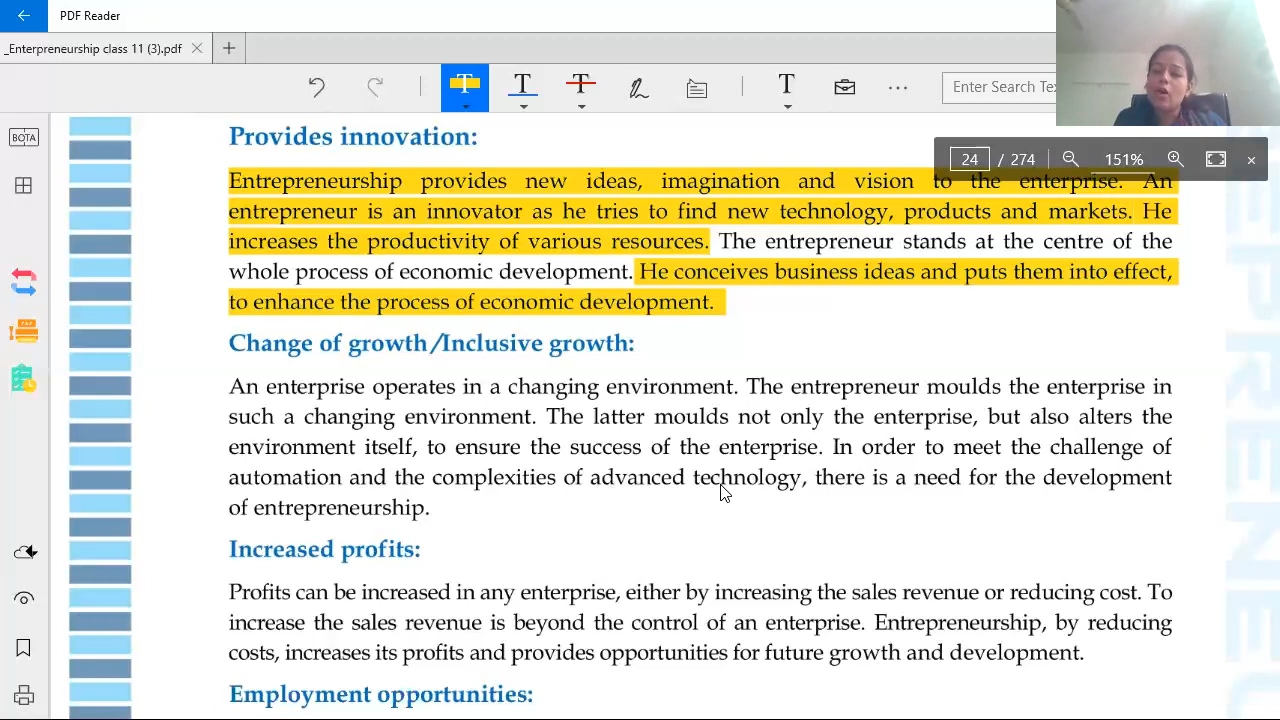 PDF Reader
_Enterpreneurship class 11 (3).pdf
Enter Search Tex
BOTA
24 / 274
151%
Provides innovation:
Entrepreneurship provides new ideas, imagination and vision to the enterprise. An
entrepreneur is an innovator as he tries to find new technology, products and markets. He
increases the productivity of various resources. The entrepreneur stands at the centre of the
whole process of economic development. He conceives business ideas and puts them into effect,
to enhance the process of economic development.
Change of growth/Inclusive growth:
An enterprise operates in a changing environment. The entrepreneur moulds the enterprise in
such a changing environment. The latter moulds not only the enterprise, but also alters the
environment itself, to ensure the success of the enterprise. In order to meet the challenge of
automation and the complexities of advanced technology, there is a need for the development
of entrepreneurship.
Increased profits:
Profits can be increased in any enterprise, either by increasing the sales revenue or reducing cost. To
increase the sales revenue is beyond the control of an enterprise. Entrepreneurship, by reducing
costs, increases its profits and provides opportunities for future growth and development.
Employment opportunities: